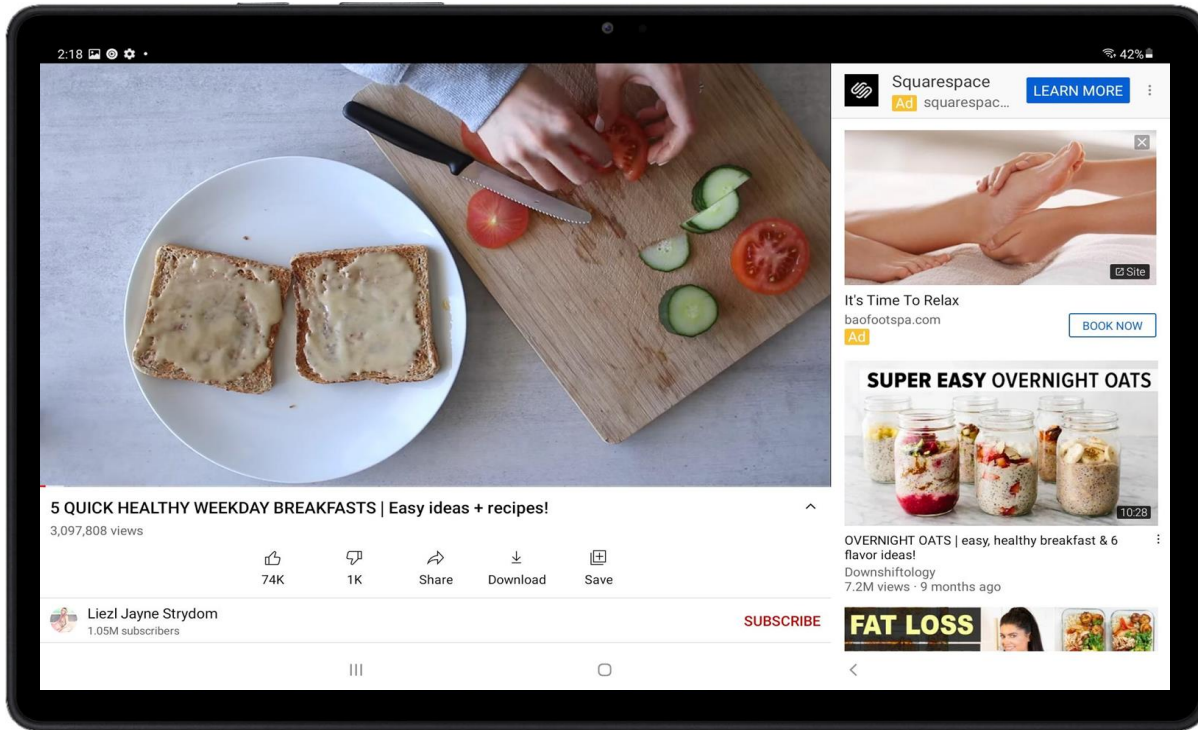 2:18
42%
5 QUICK HEALTHY WEEKDAY BREAKFASTS | Easy ideas + recipes!
3,097,808 views
74K
1K
Share
Download
Save
Liezl Jayne Strydom
1.05M subscribers
SUBSCRIBE
Squarespace
Ad squarespac...
LEARN MORE
Site
It's Time To Relax
baofootspa.com
Ad
BOOK NOW
SUPER EASY OVERNIGHT OATS
10:28
OVERNIGHT OATS | easy, healthy breakfast & 6
flavor ideas!
Downshiftology
7.2M views · 9 months ago
FAT LOSS